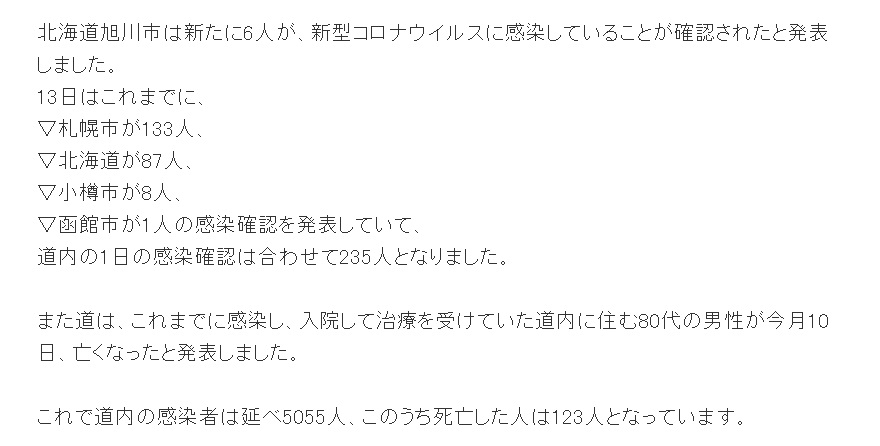 北海道旭川市は新たに6人が、新型コロナウイルスに感染していることが確認されたと発表
しました。
13日はこれまでに、
▽札幌市が133人、
▽北海道が87人、
▽小樽市が8人、
▽函館市が1人の感染確認を発表していて、
道内の1日の感染確認は合わせて235人となりました。
また道は、これまでに感染し、入院して治療を受けていた道内に住む80代の男性が今月10
日、亡くなったと発表しました。
これで道内の感染者は延べ5055人、このうち死亡した人は123人となっています。